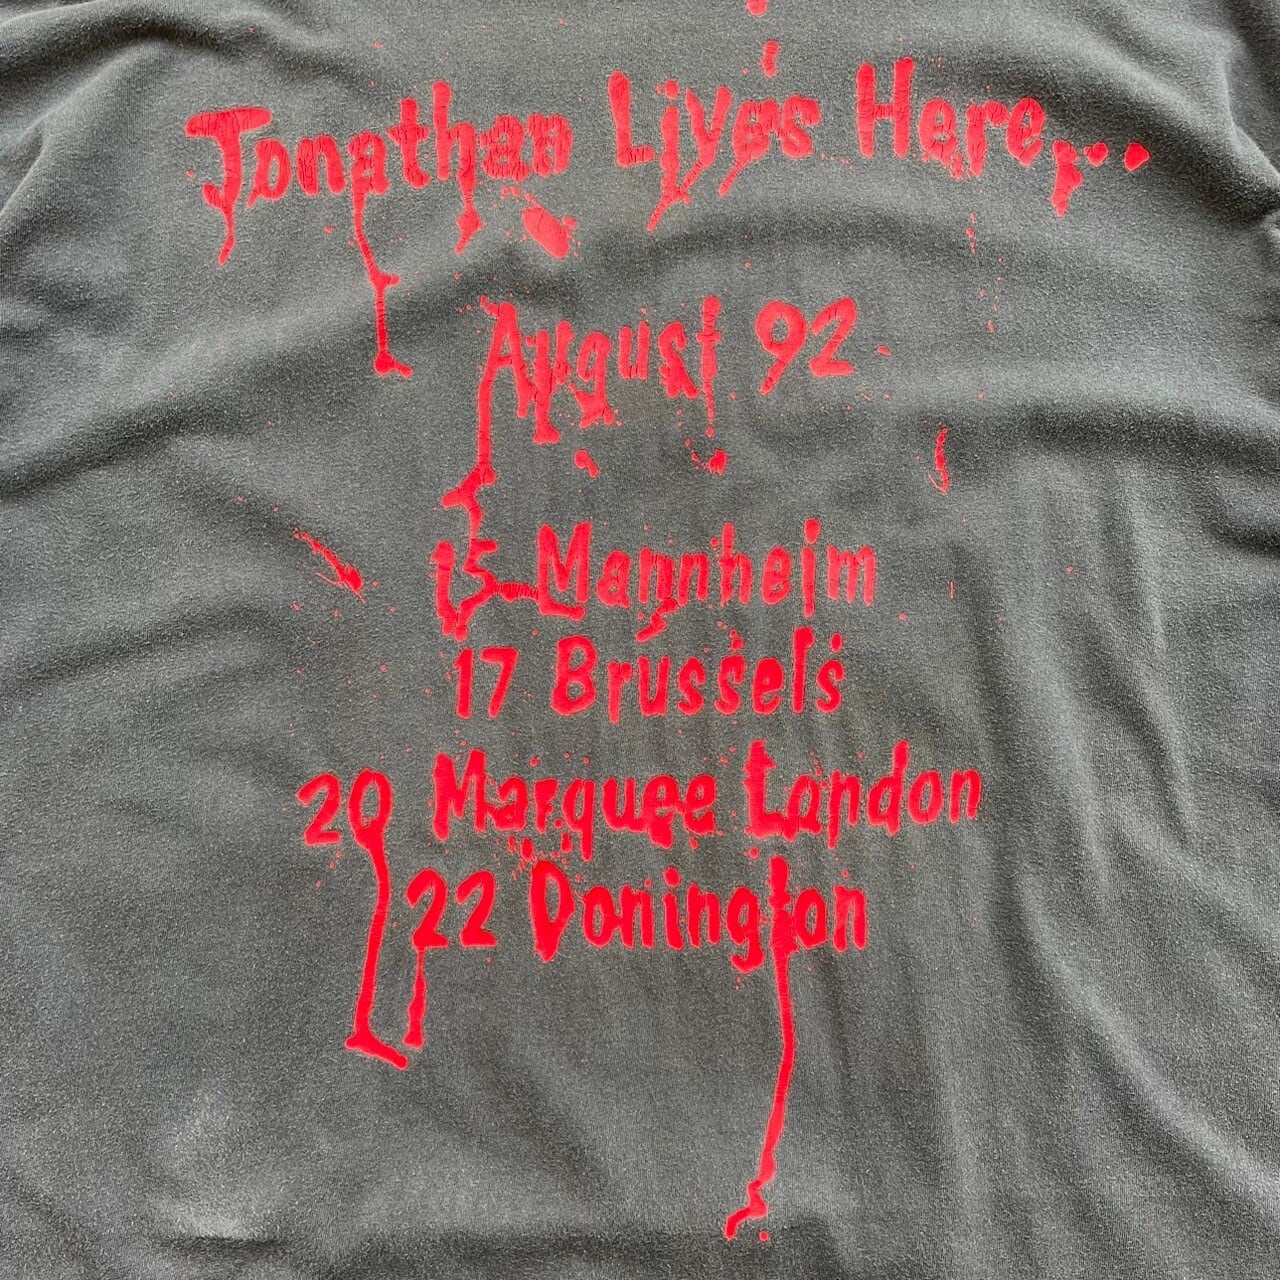 Jonathan Lives Here...
August 92
15 Mannheim
17 Brussels
20 Marquee London
22 Donington